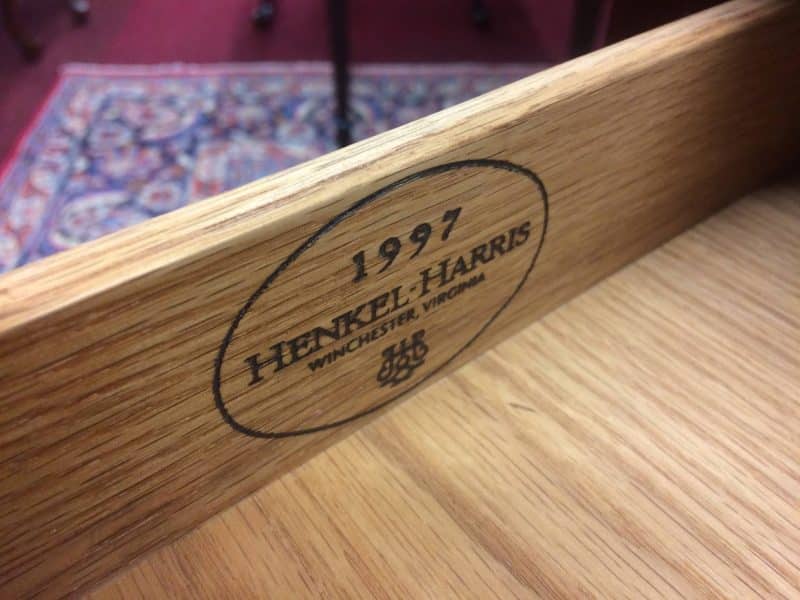 1997
HENKEL-HARRIS
WINCHESTER, VIRGINIA